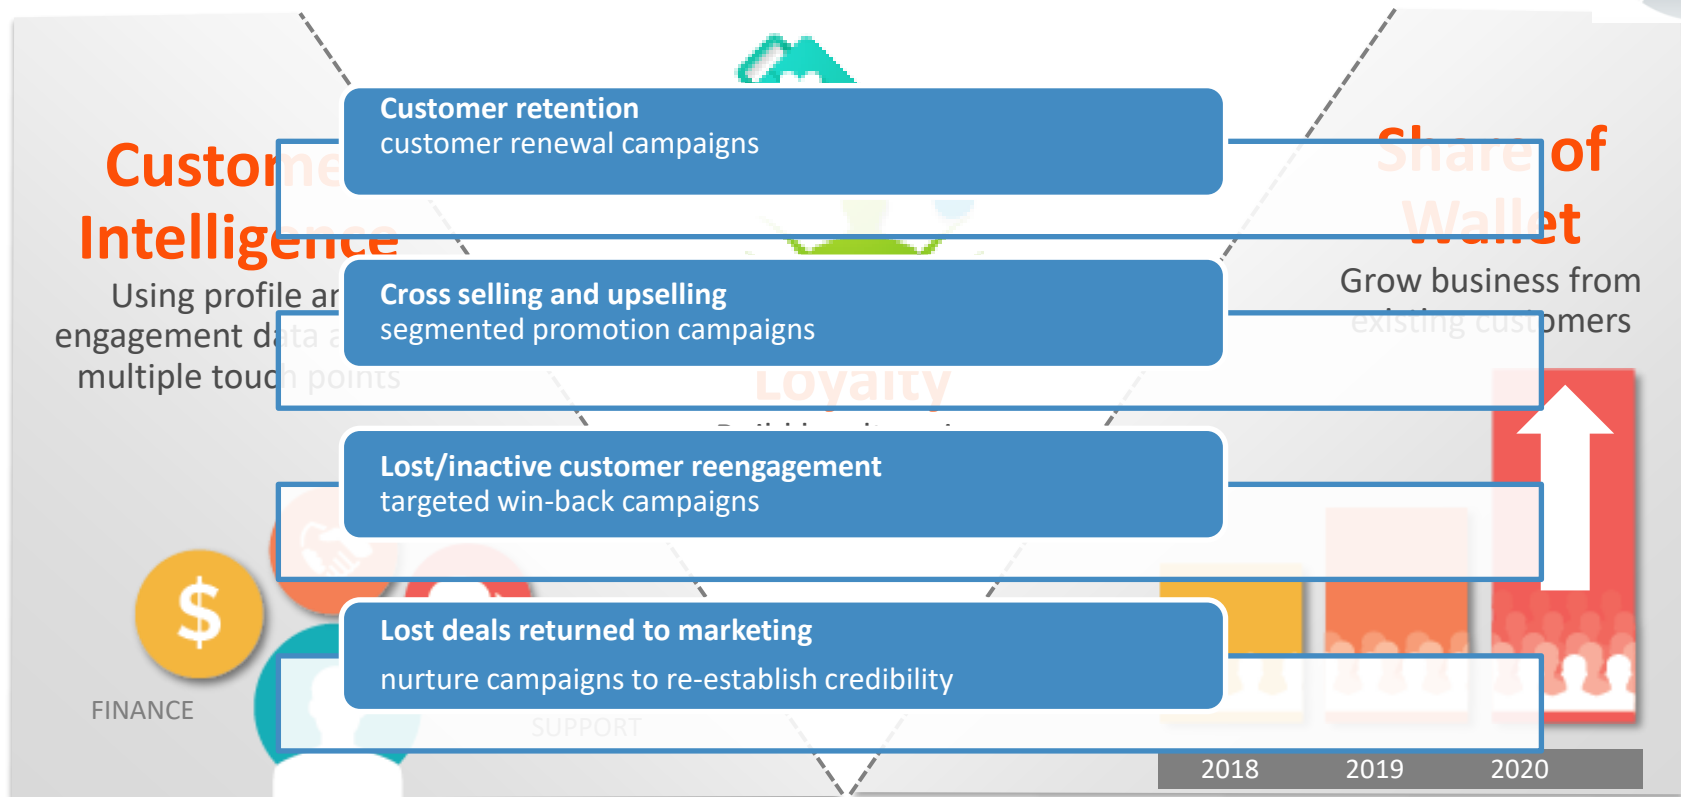 Customer retention
customer renewal campaigns
Customer
Intelligence
Using profile
engagement data
multiple touch points
Share of
Wallet
Grow business from
existing customers
Cross selling and upselling
segmented promotion campaigns
Loyalty
Lost/inactive customer reengagement
targeted win-back campaigns
Lost deals returned to marketing
nurture campaigns to re-establish credibility
$
FINANCE
SUPPORT
2018 2019 2020